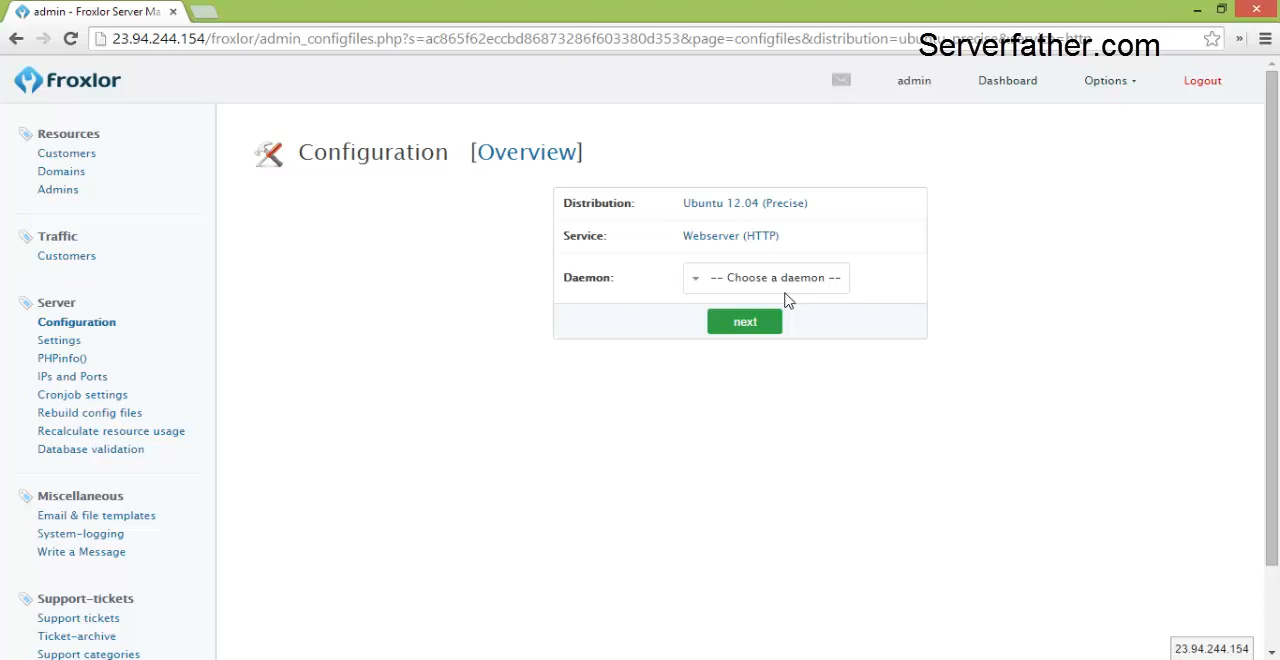 admin - Froxlor Server Ma
23.94.244.154/froxlor/admin_configfiles.php?s=ac865f62eccbd86873286f603380d353&page=configfiles&distribution=ubuntu_precise&service=http
Serverfather.com
froxlor
admin
Dashboard
Options
Logout
Resources
Customers
Domains
Admins
Traffic
Customers
Server
Configuration
Settings
PHPinfo()
IPs and Ports
Cronjob settings
Rebuild config files
Recalculate resource usage
Database validation
Miscellaneous
Email & file templates
System-logging
Write a Message
Support-tickets
Support tickets
Ticket-archive
Support categories
Configuration [Overview]
Distribution: Ubuntu 12.04 (Precise)
Service: Webserver (HTTP)
Daemon: -- Choose a daemon --
next
23.94.244.154